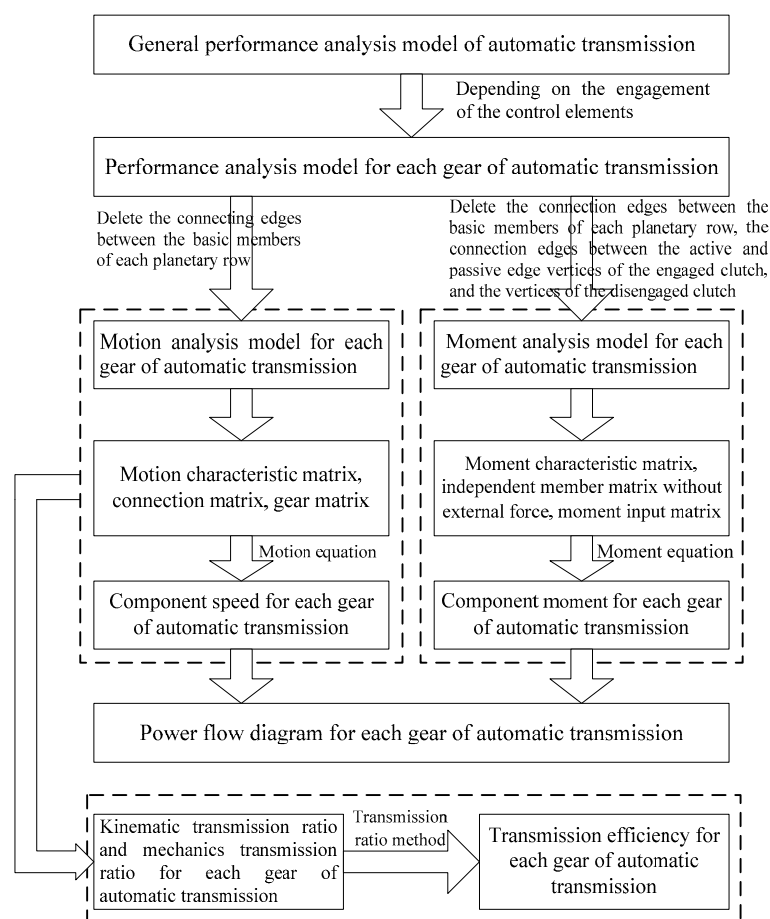 General performance analysis model of automatic transmission
Depending on the engagement
of the control elements
Performance analysis model for each gear of automatic transmission
Delete the connecting edges
between the basic members
of each planetary row
Delete the connection edges between the
basic members of each planetary row, the
connection edges between the active and
passive edge vertices of the engaged clutch,
and the vertices of the disengaged clutch
Motion analysis model for each
gear of automatic transmission
Moment analysis model for each
gear of automatic transmission
Motion characteristic matrix,
connection matrix, gear matrix
Moment characteristic matrix,
independent member matrix without
external force, moment input matrix
Motion equation
Moment equation
Component speed for each gear
of automatic transmission
Component moment for each gear
of automatic transmission
Power flow diagram for each gear of automatic transmission
Kinematic transmission ratio
and mechanics transmission
ratio for each gear of
automatic transmission
Transmission
ratio method
Transmission efficiency for
each gear of automatic
transmission